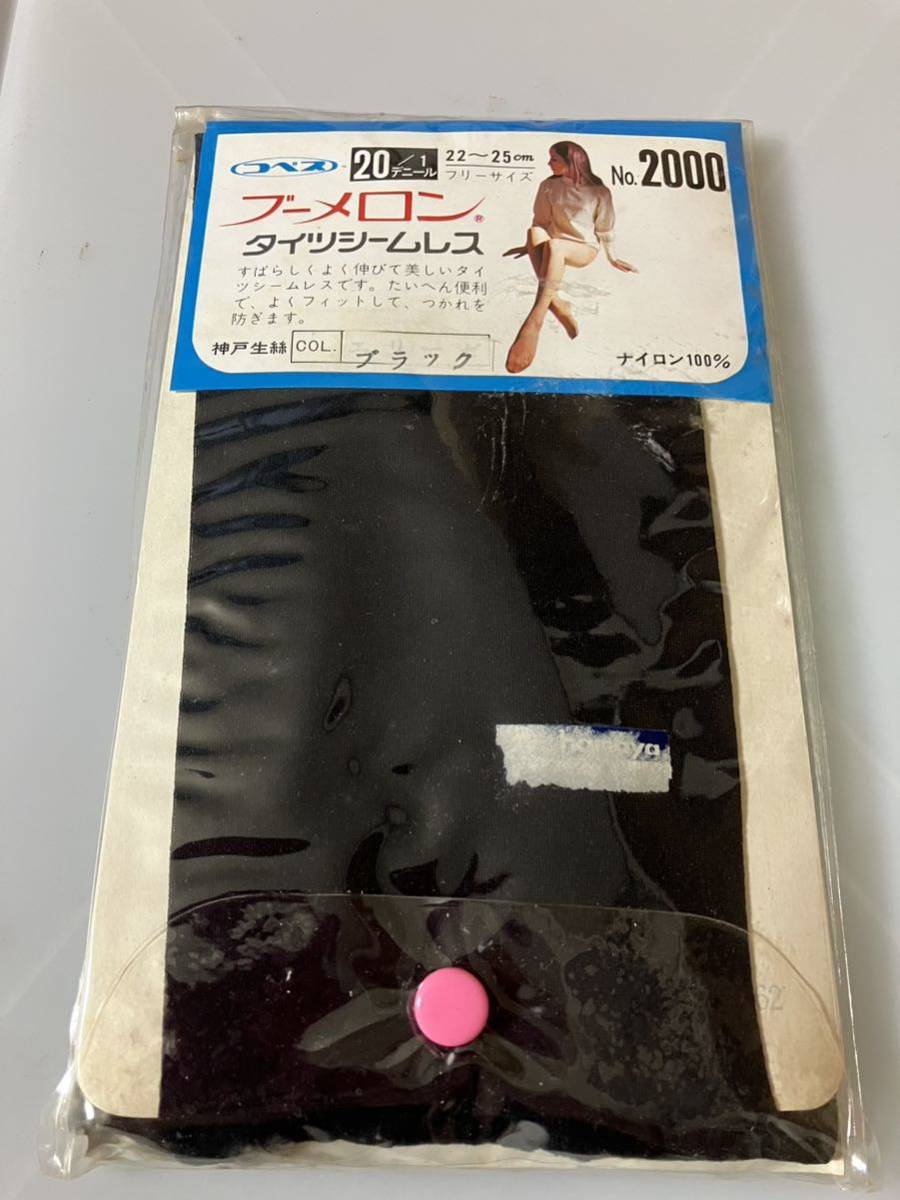 コベス
20/1デニール
22〜25cm
フリーサイズ
No.2000
ブーメロン®
タイツシームレス
すばらしくよく伸びて美しいタイ
ツシームレスです。たいへん便利
で、よくフィットして、つかれを
防ぎます。
神戸生絲 COL. ブラック
ナイロン100%
62